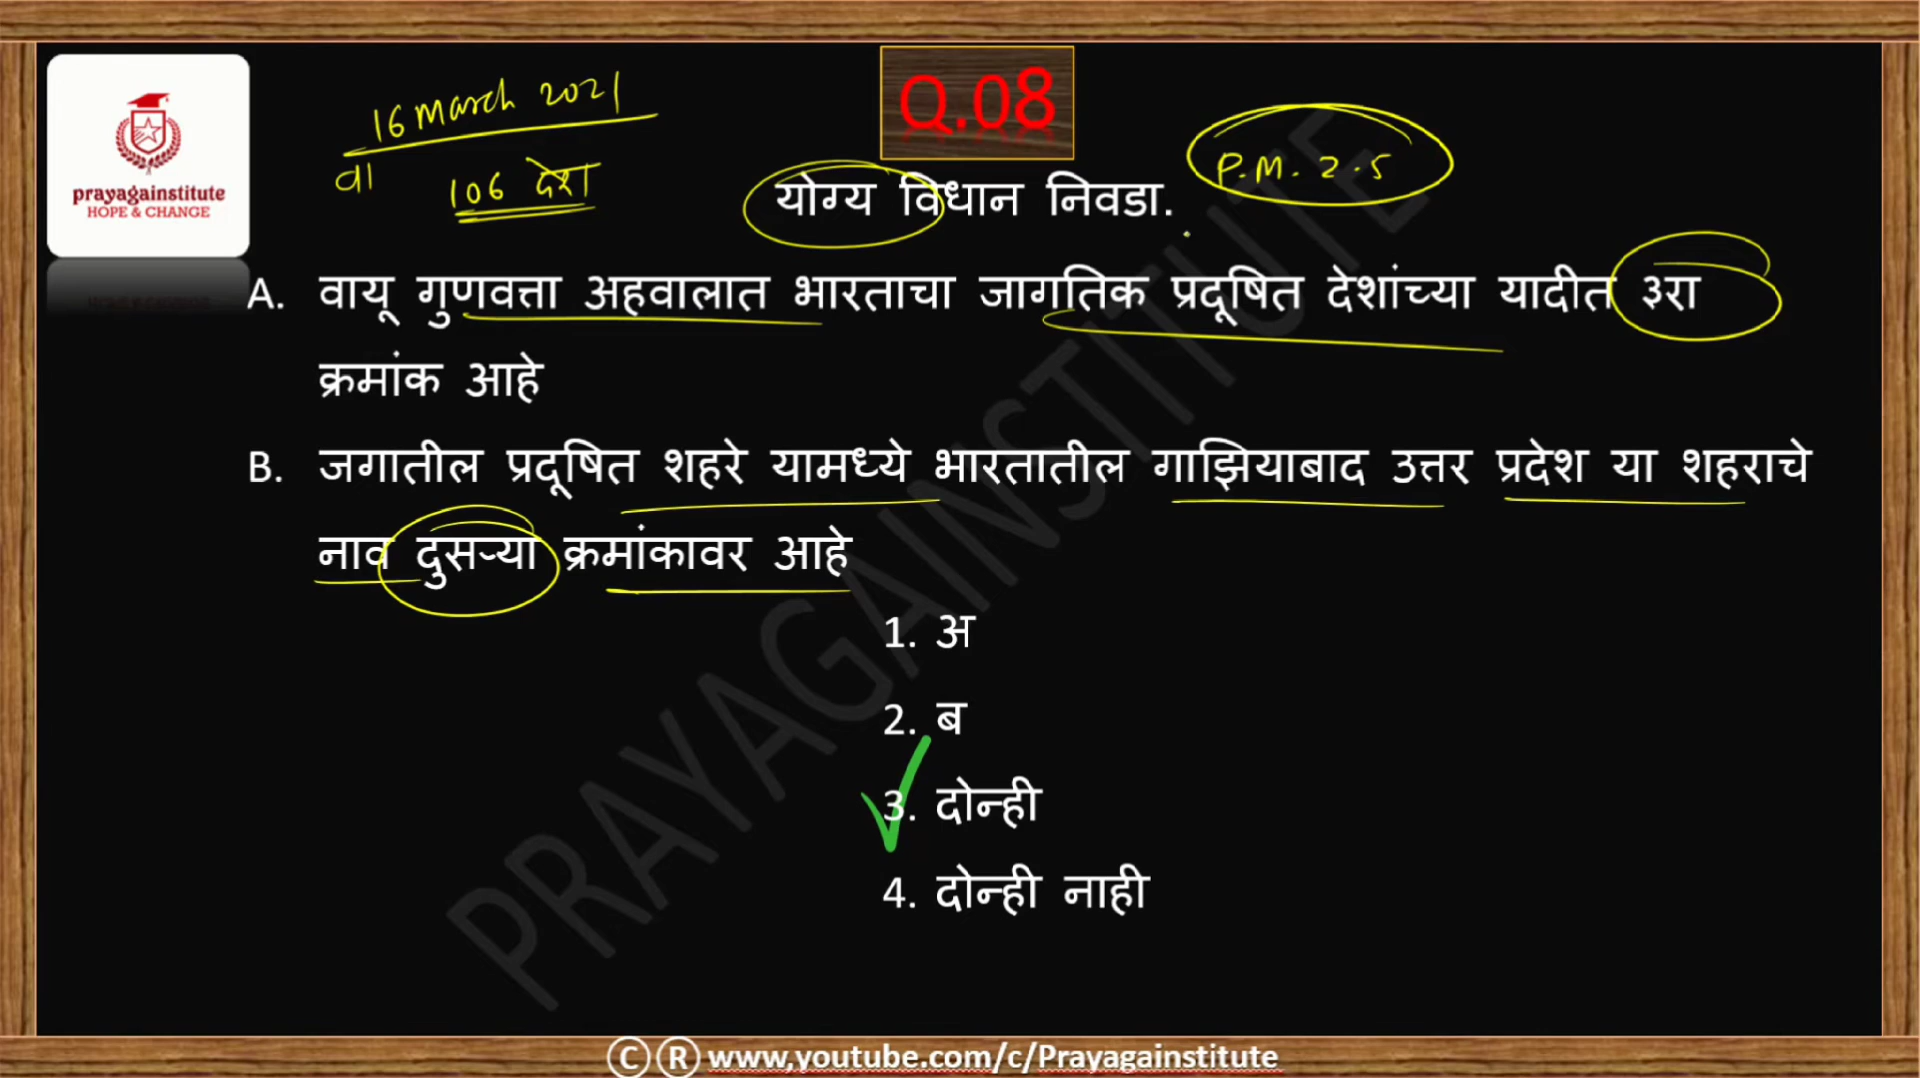 16 March 2021
वा
106 देश
Q.08
P.M. 2.5
prayagainstitute
HOPE & CHANGE
योग्य विधान निवडा.
A. वायू गुणवत्ता अहवालात भारताचा जागतिक प्रदूषित देशांच्या यादीत ३रा
क्रमांक आहे
B. जगातील प्रदूषित शहरे यामध्ये भारतातील गाझियाबाद उत्तर प्रदेश या शहराचे
नाव दुसऱ्या क्रमांकावर आहे
1. अ
2. ब
3. दोन्ही
4. दोन्ही नाही
PRAYAGAINSTITUTE
Ⓒ Ⓡ www,youtube.com/c/Prayagainstitute